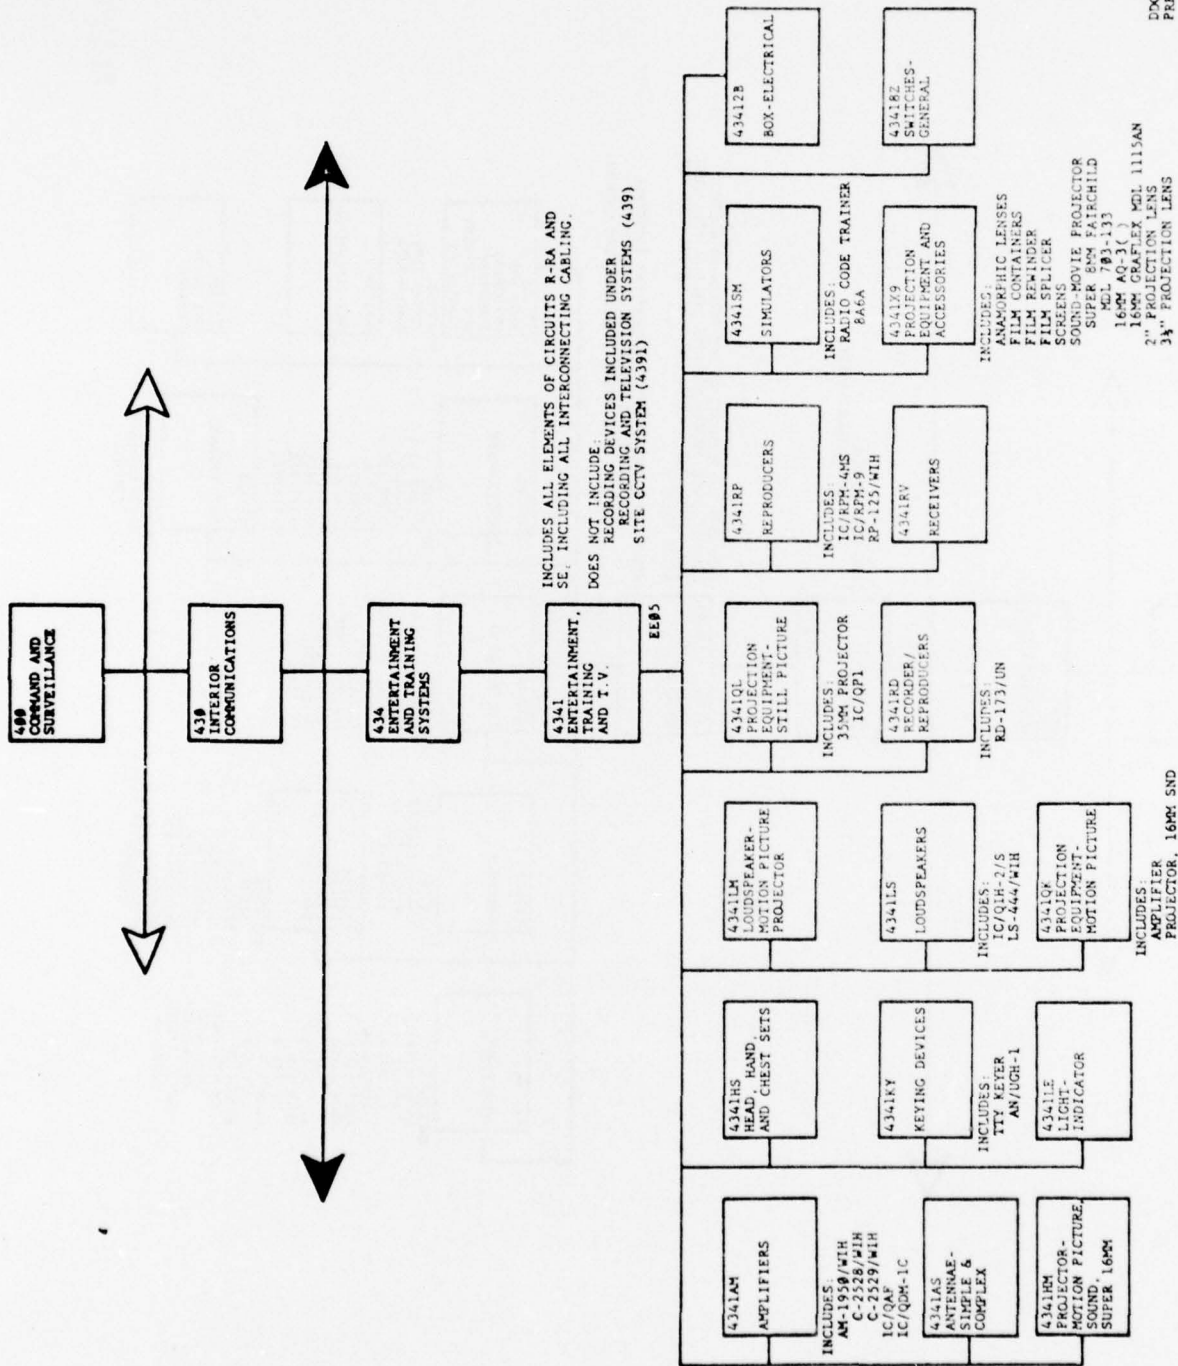 400
COMMAND AND
SURVEILANCE
430
INTERIOR
COMMUNICATIONS
434
ENTERTAINMENT
AND TRAINING
SYSTEMS
4341
ENTERTAINMENT,
TRAINING
AND T.V.
EE05
INCLUDES ALL ELEMENTS OF CIRCUITS R-RA AND
SE, INCLUDING ALL INTERCONNECTING CABLING.
DOES NOT INCLUDE:
RECORDING DEVICES INCLUDED UNDER
RECORDING AND TELEVISION SYSTEMS (439)
SITE CCTV SYSTEM (4391)
4341AM
AMPLIFIERS
INCLUDES:
AM-1950/WIH
C-2528/WIH
C-2529/WIH
IC/QAF
IC/QDM-1C
4341AS
ANTENNAE-
SIMPLE &
COMPLEX
4341HM
PROJECTOR-
MOTION PICTURE,
SOUND,
SUPER 16MM
4341HS
HEAD, HAND,
AND CHEST SETS
4341KY
KEYING DEVICES
INCLUDES:
TTY KEYER
AN/UGH-1
4341LE
LIGHT-
INDICATOR
4341LM
LOUDSPEAKER-
MOTION PICTURE
PROJECTOR
4341LS
LOUDSPEAKERS
INCLUDES:
IC/QIH-2/S
LS-444/WIH
4341QK
PROJECTION
EQUIPMENT-
MOTION PICTURE
INCLUDES:
AMPLIFIER
PROJECTOR, 16MM SND
4341QL
PROJECTION
EQUIPMENT-
STILL PICTURE
INCLUDES:
35MM PROJECTOR
IC/QP1
4341RD
RECORDER/
REPRODUCERS
INCLUDES:
RD-173/UN
4341RP
REPRODUCERS
INCLUDES:
IC/RPM-4MS
IC/RPM-9
RP-125/WIH
4341RV
RECEIVERS
4341SM
SIMULATORS
INCLUDES:
RADIO CODE TRAINER
8A6A
4341X9
PROJECTION
EQUIPMENT AND
ACCESSORIES
INCLUDES:
ANAMORPHIC LENSES
FILM CONTAINERS
FILM REWINDER
FILM SPLICER
SCREENS
SOUND-MOVIE PROJECTOR
SUPER 8MM FAIRCHILD
MDL 703-133
16MM AQ-3( )
16MM GRAFLEX MDL 1115AN
2" PROJECTION LENS
3½" PROJECTION LENS
43412B
BOX-ELECTRICAL
4341BZ
SWITCHES-
GENERAL